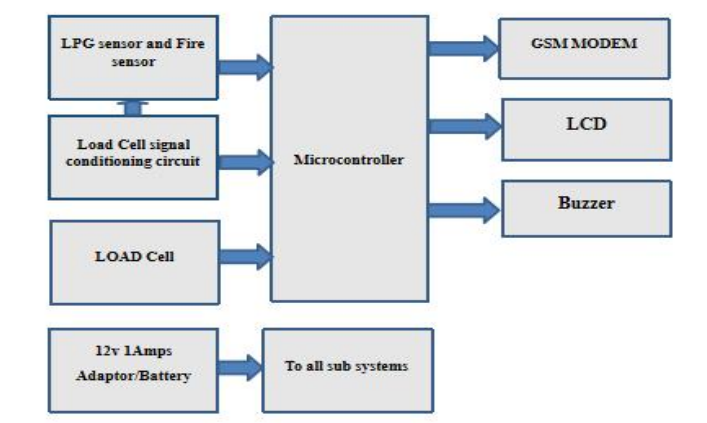 LPG sensor and Fire
sensor
Load Cell signal
conditioning circuit
LOAD Cell
12v 1Amps
Adaptor/Battery
Microcontroller
To all sub systems
GSM MODEM
LCD
Buzzer